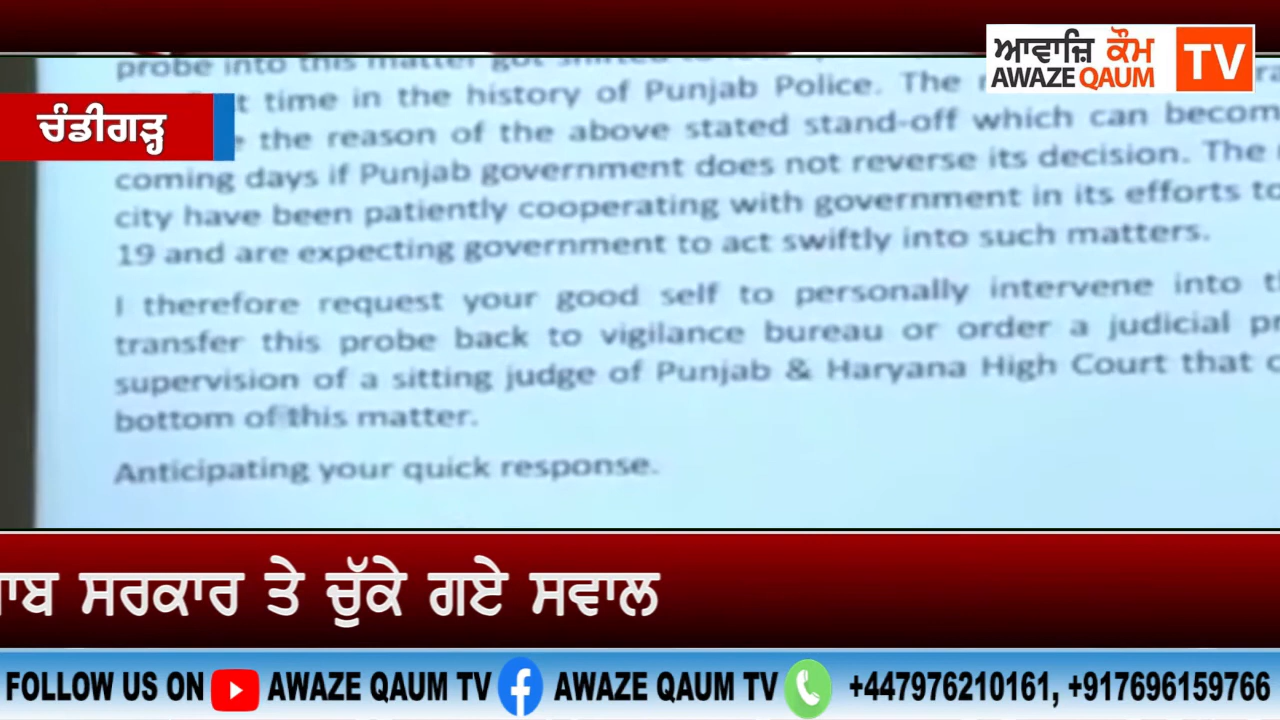 ਆਵਾਜ਼ਿ ਕੌਮ
AWAZE QAUM
TV
ਚੰਡੀਗੜ੍ਹ
probe into this matter got
time in the history of Punjab Police. The
the reason of the above stated stand-off which can becom
coming days if Punjab government does not reverse its decision. The
city have been patiently cooperating with government in its efforts to
19 and are expecting government to act swiftly into such matters.
I therefore request your good self to personally intervene into
transfer this probe back to vigilance bureau or order a judicial
supervision of a sitting judge of Punjab & Haryana High Court that
bottom of this matter.
Anticipating your quick response.
ਸਰਕਾਰ ਤੇ ਚੁੱਕੇ ਗਏ ਸਵਾਲ
FOLLOW US ON AWAZE QAUM TV AWAZE QAUM TV +447976210161, +917696159766